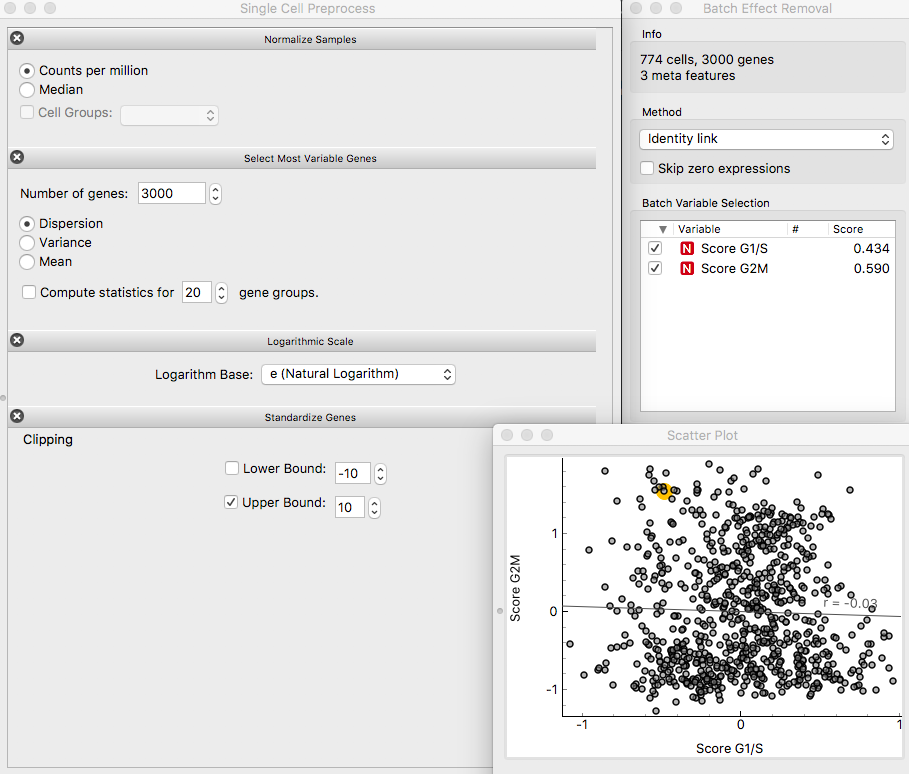 Single Cell Preprocess
Normalize Samples
Counts per million
Median
Cell Groups:
Select Most Variable Genes
Number of genes: 3000
Dispersion
Variance
Mean
Compute statistics for 20 gene groups.
Logarithmic Scale
Logarithm Base: e (Natural Logarithm)
Standardize Genes
Clipping
Lower Bound: -10
Upper Bound: 10
Batch Effect Removal
Info
774 cells, 3000 genes
3 meta features
Method
Identity link
Skip zero expressions
Batch Variable Selection
Variable # Score
N Score G1/S 0.434
N Score G2M 0.590
Scatter Plot
1
0
-1
Score G2M
r = -0.03
-1 0 1
Score G1/S